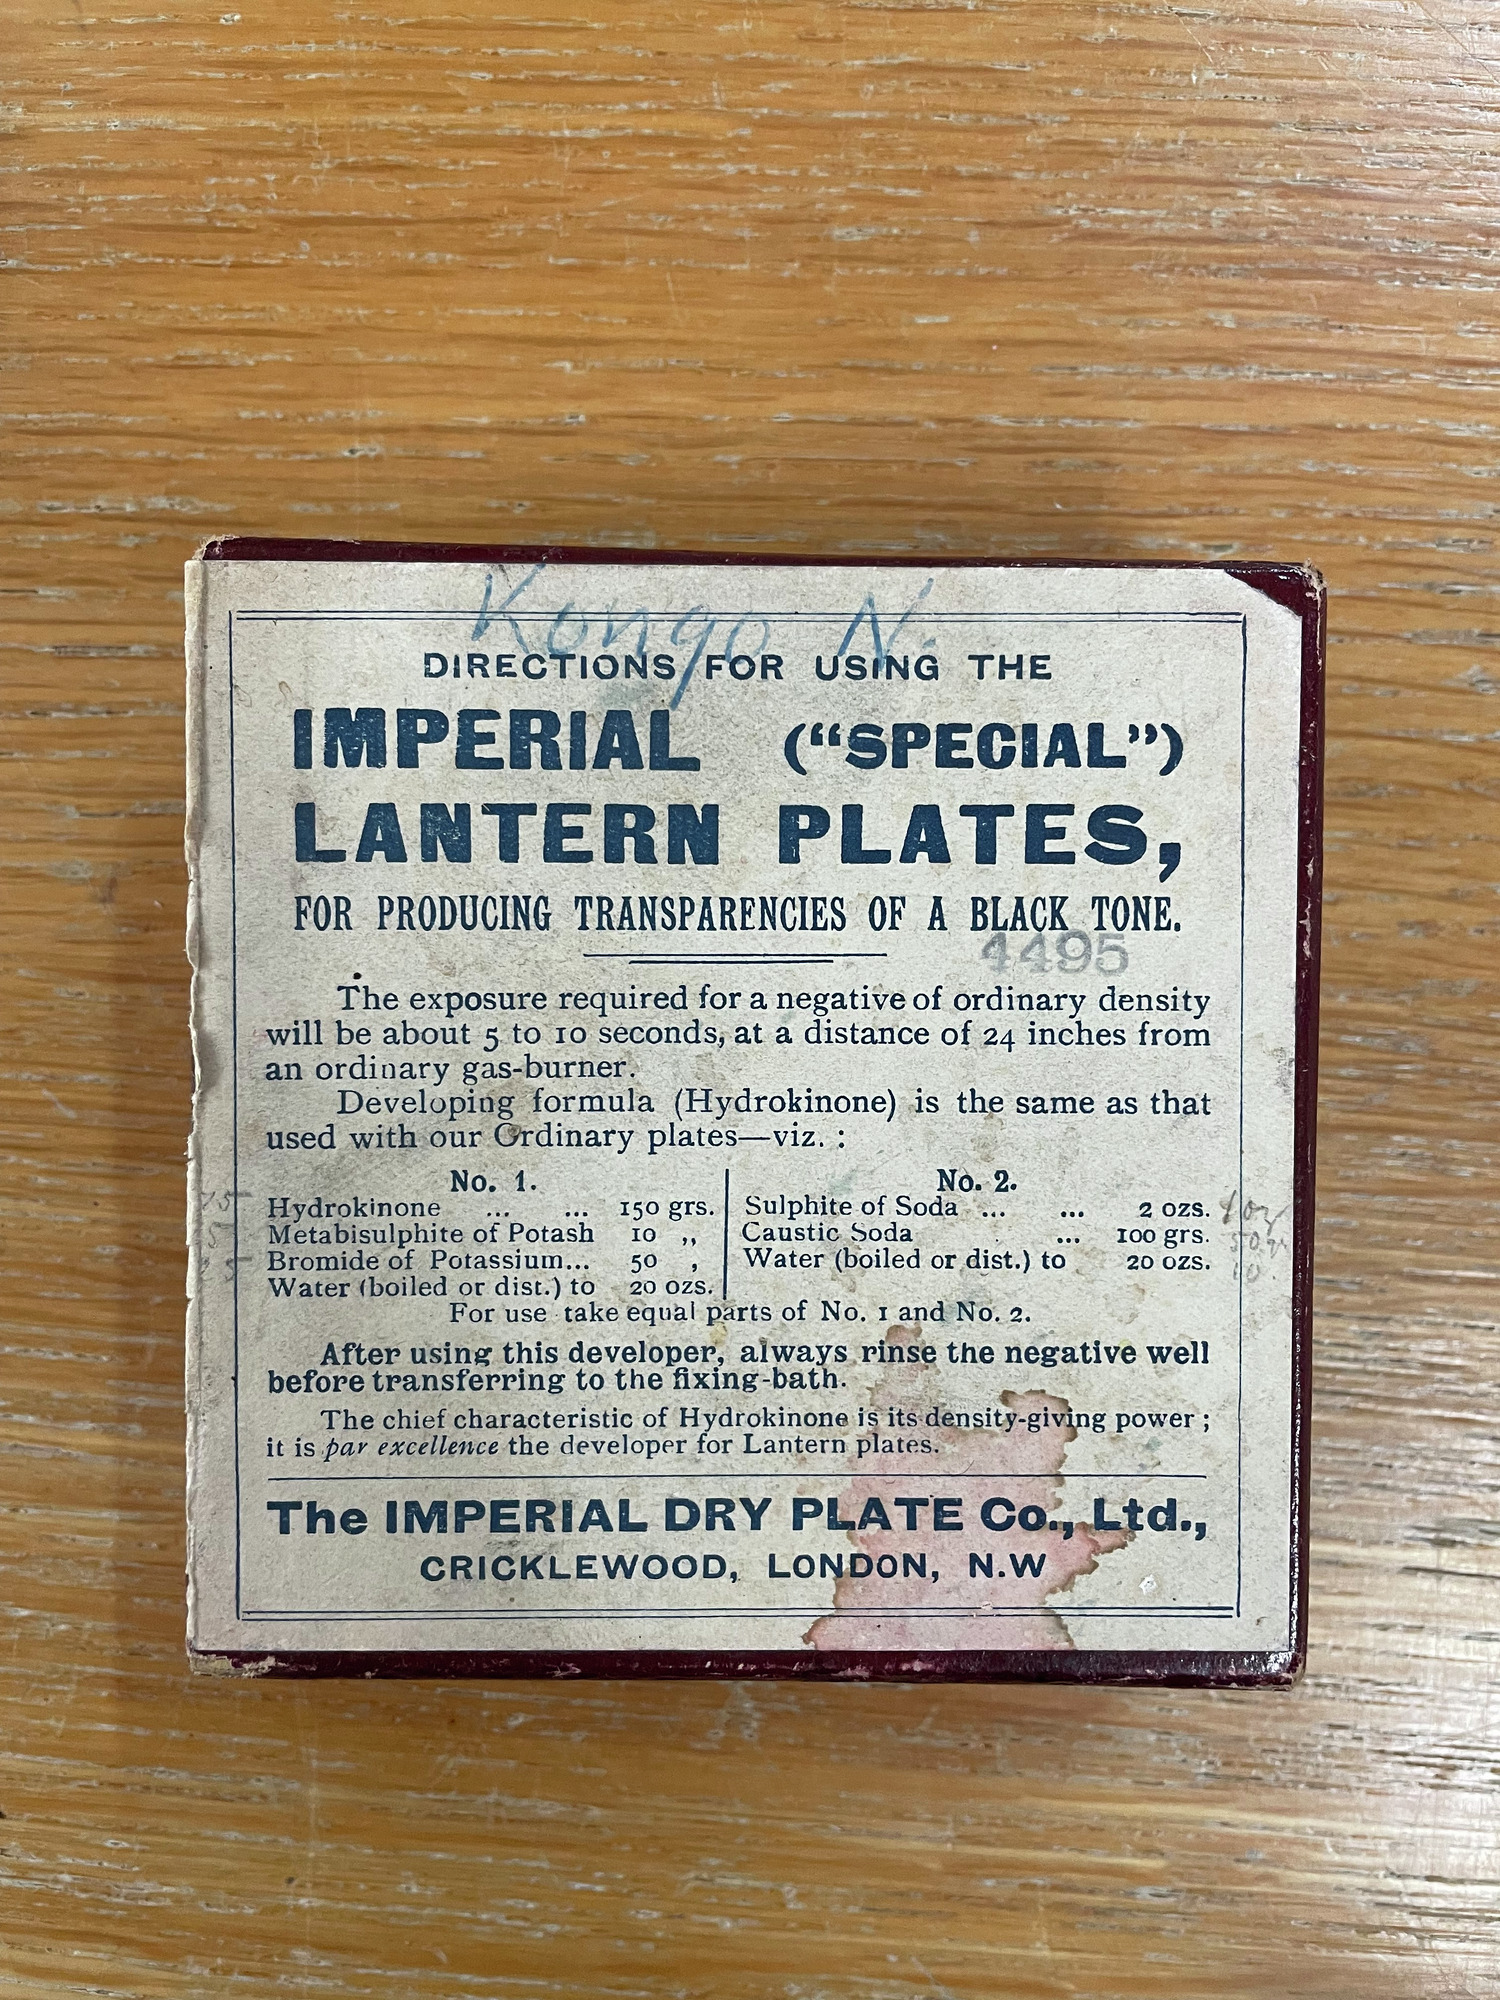 Kongo N.
DIRECTIONS FOR USING THE
IMPERIAL ("SPECIAL")
LANTERN PLATES,
FOR PRODUCING TRANSPARENCIES OF A BLACK TONE.
4495
The exposure required for a negative of ordinary density
will be about 5 to 10 seconds, at a distance of 24 inches from
an ordinary gas-burner.
Developing formula (Hydrokinone) is the same as that
used with our Ordinary plates—viz. :
No. 1.
Hydrokinone ... ... 150 grs.
Metabisulphite of Potash 10 ,,
Bromide of Potassium... 50 ,
Water (boiled or dist.) to 20 ozs.
No. 2.
Sulphite of Soda ... ... 2 ozs.
Caustic Soda ... 100 grs.
Water (boiled or dist.) to 20 ozs.
For use take equal parts of No. 1 and No. 2.
After using this developer, always rinse the negative well
before transferring to the fixing-bath.
The chief characteristic of Hydrokinone is its density-giving power ;
it is par excellence the developer for Lantern plates.
The IMPERIAL DRY PLATE Co., Ltd.,
CRICKLEWOOD, LONDON, N.W